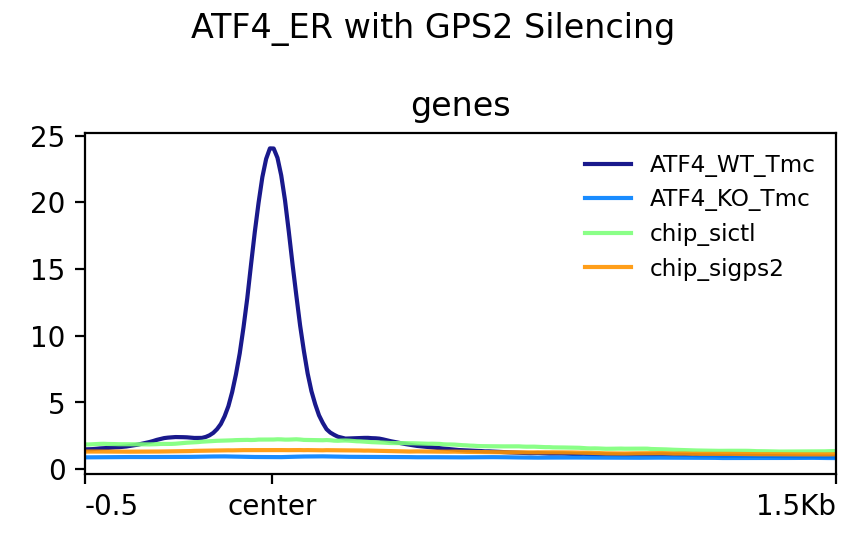 ATF4_ER with GPS2 Silencing
genes
25
20
15
10
5
0
ATF4_WT_Tmc
ATF4_KO_Tmc
chip_sictl
chip_sigps2
-0.5 center 1.5Kb